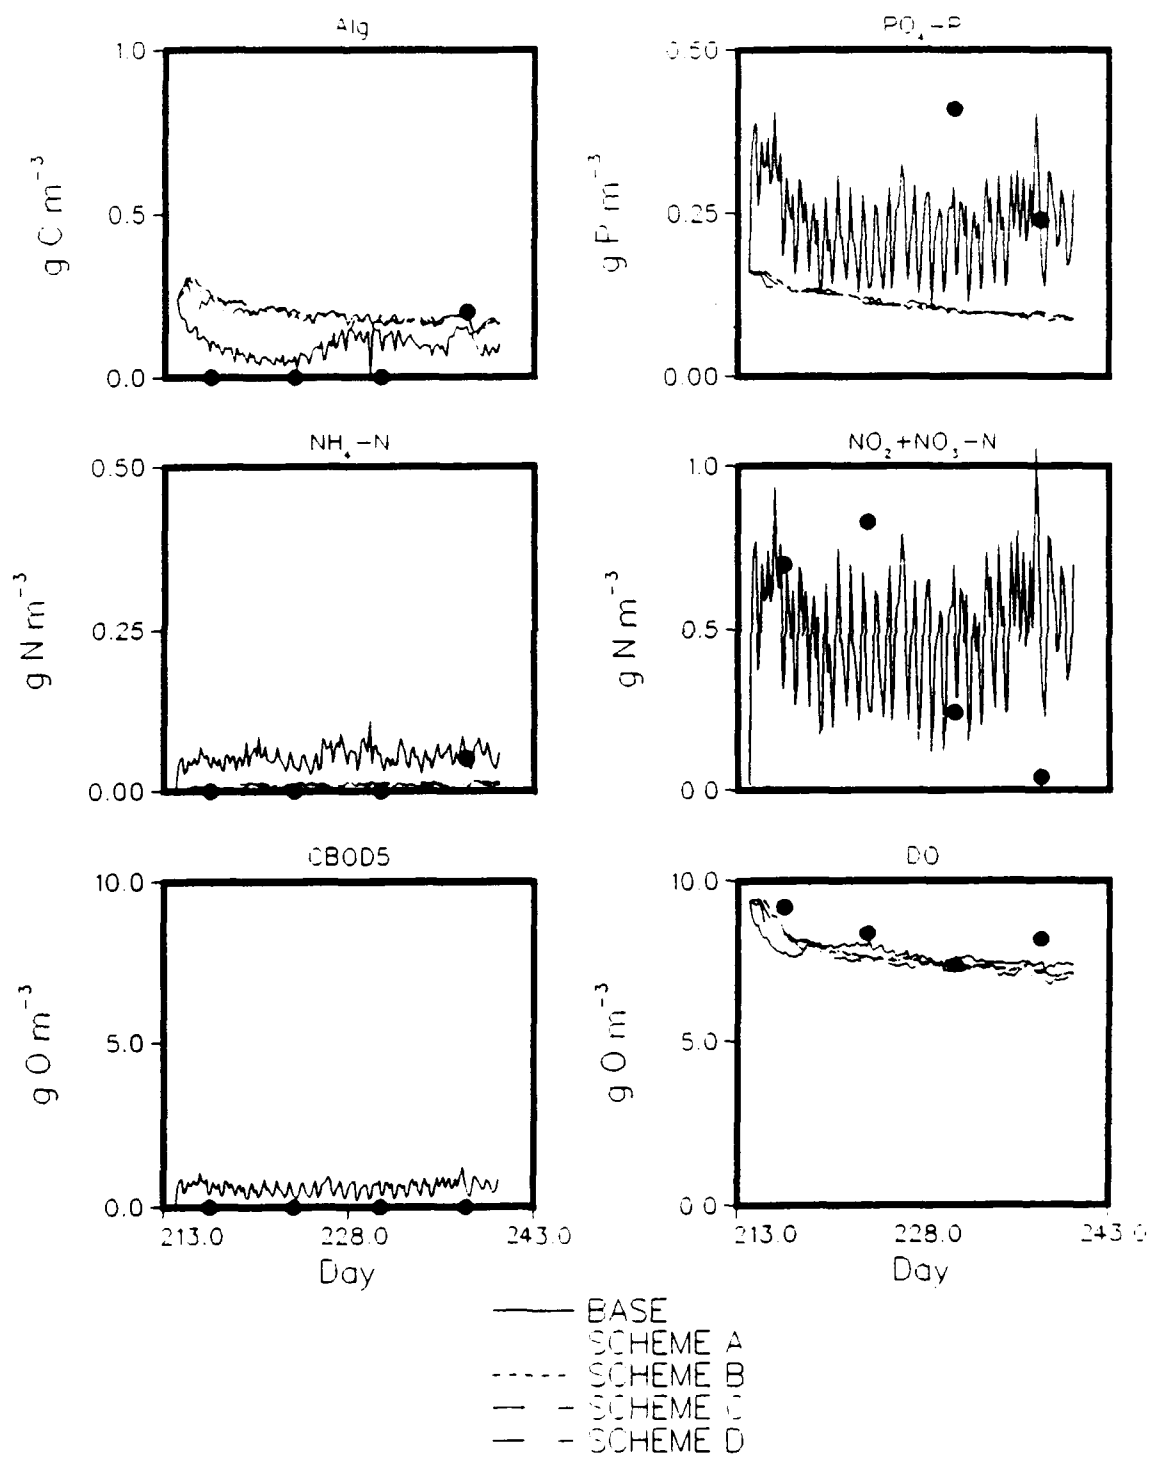 Alg
PO₄-P
1.0
0.5
0.0
g C m⁻³
0.50
0.25
0.00
g P m⁻³
NH₄-N
NO₂+NO₃-N
0.50
0.25
0.00
g N m⁻³
1.0
0.5
0.0
g N m⁻³
CBOD5
DO
10.0
5.0
0.0
g O m⁻³
10.0
5.0
0.0
g O m⁻³
213.0 228.0 243.0
Day
213.0 228.0 243.0
Day
BASE
SCHEME A
SCHEME B
SCHEME C
SCHEME D